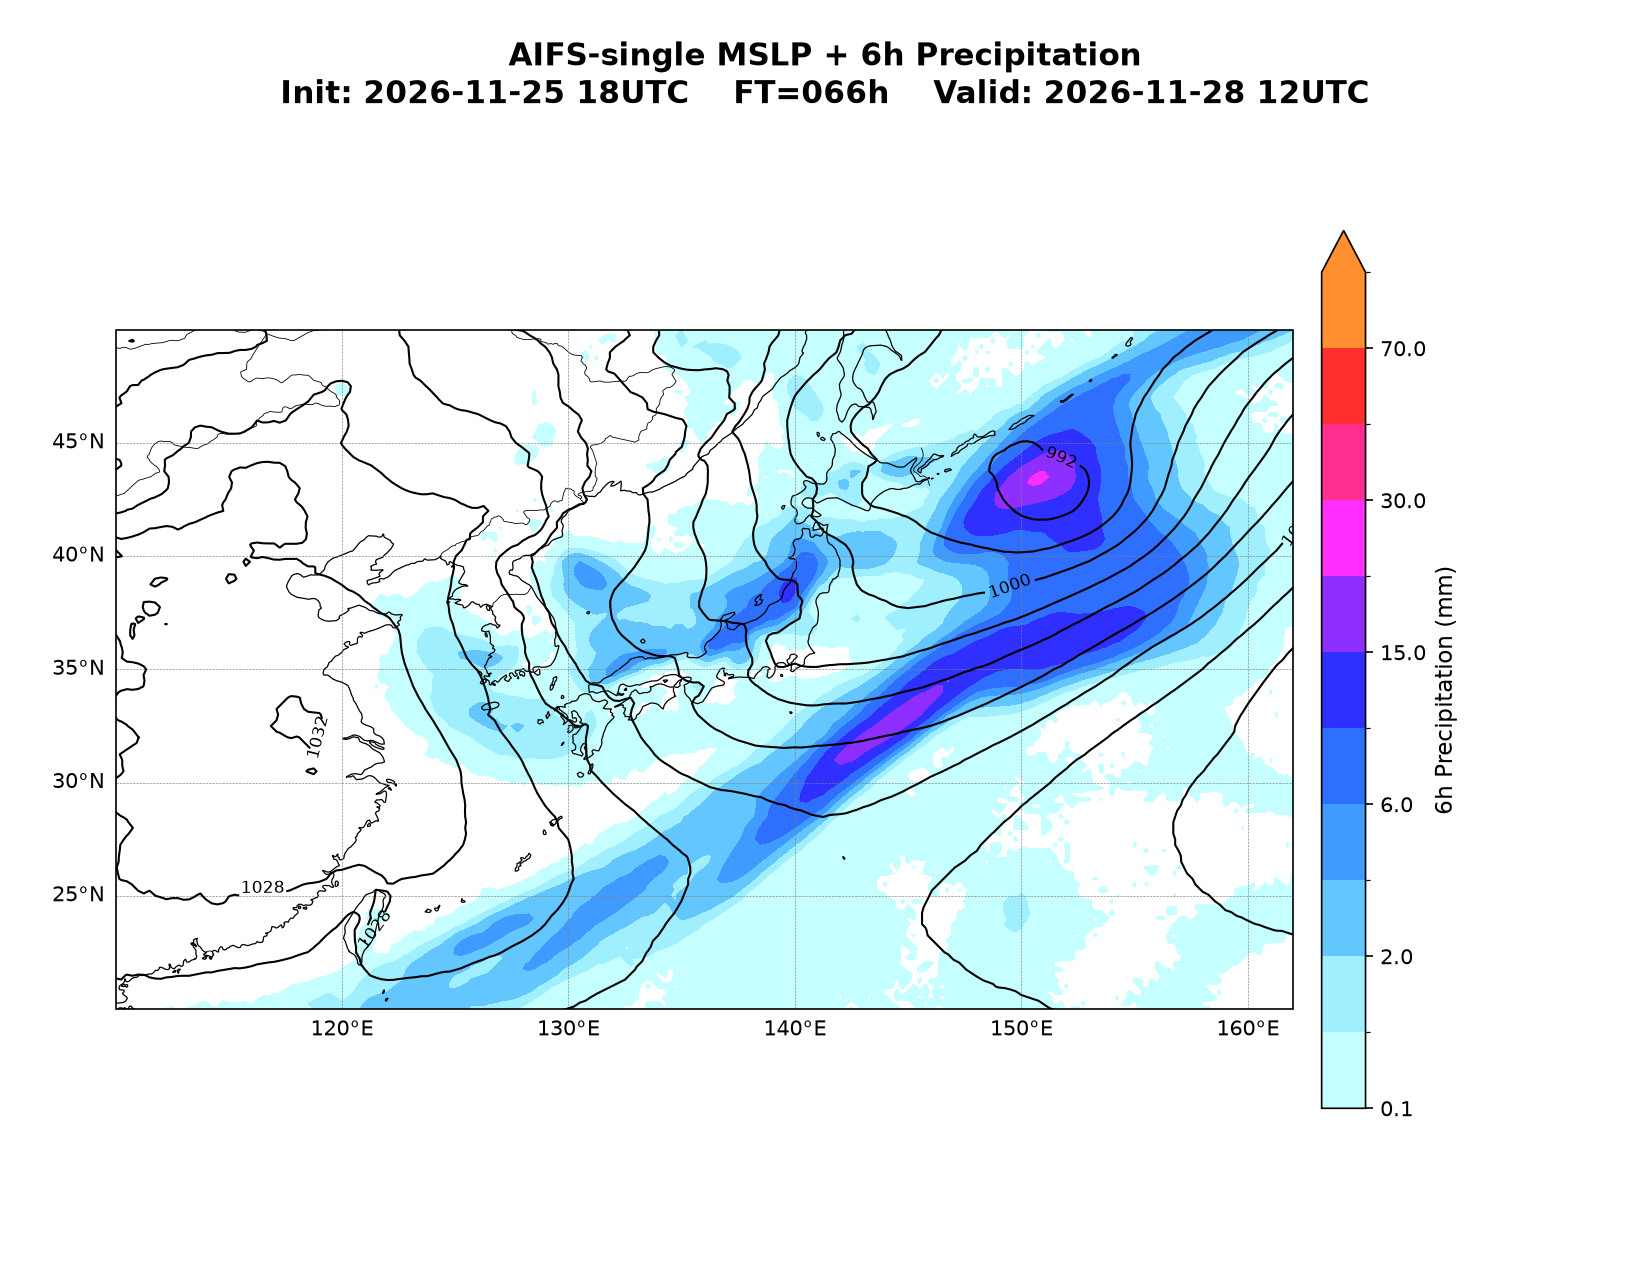 AIFS-single MSLP + 6h Precipitation
Init: 2026-11-25 18UTC    FT=066h    Valid: 2026-11-28 12UTC
70.0
30.0
15.0
6.0
2.0
0.1
6h Precipitation (mm)
45°N
40°N
35°N
30°N
25°N
120°E
130°E
140°E
150°E
160°E
992
1000
1032
1028
1028